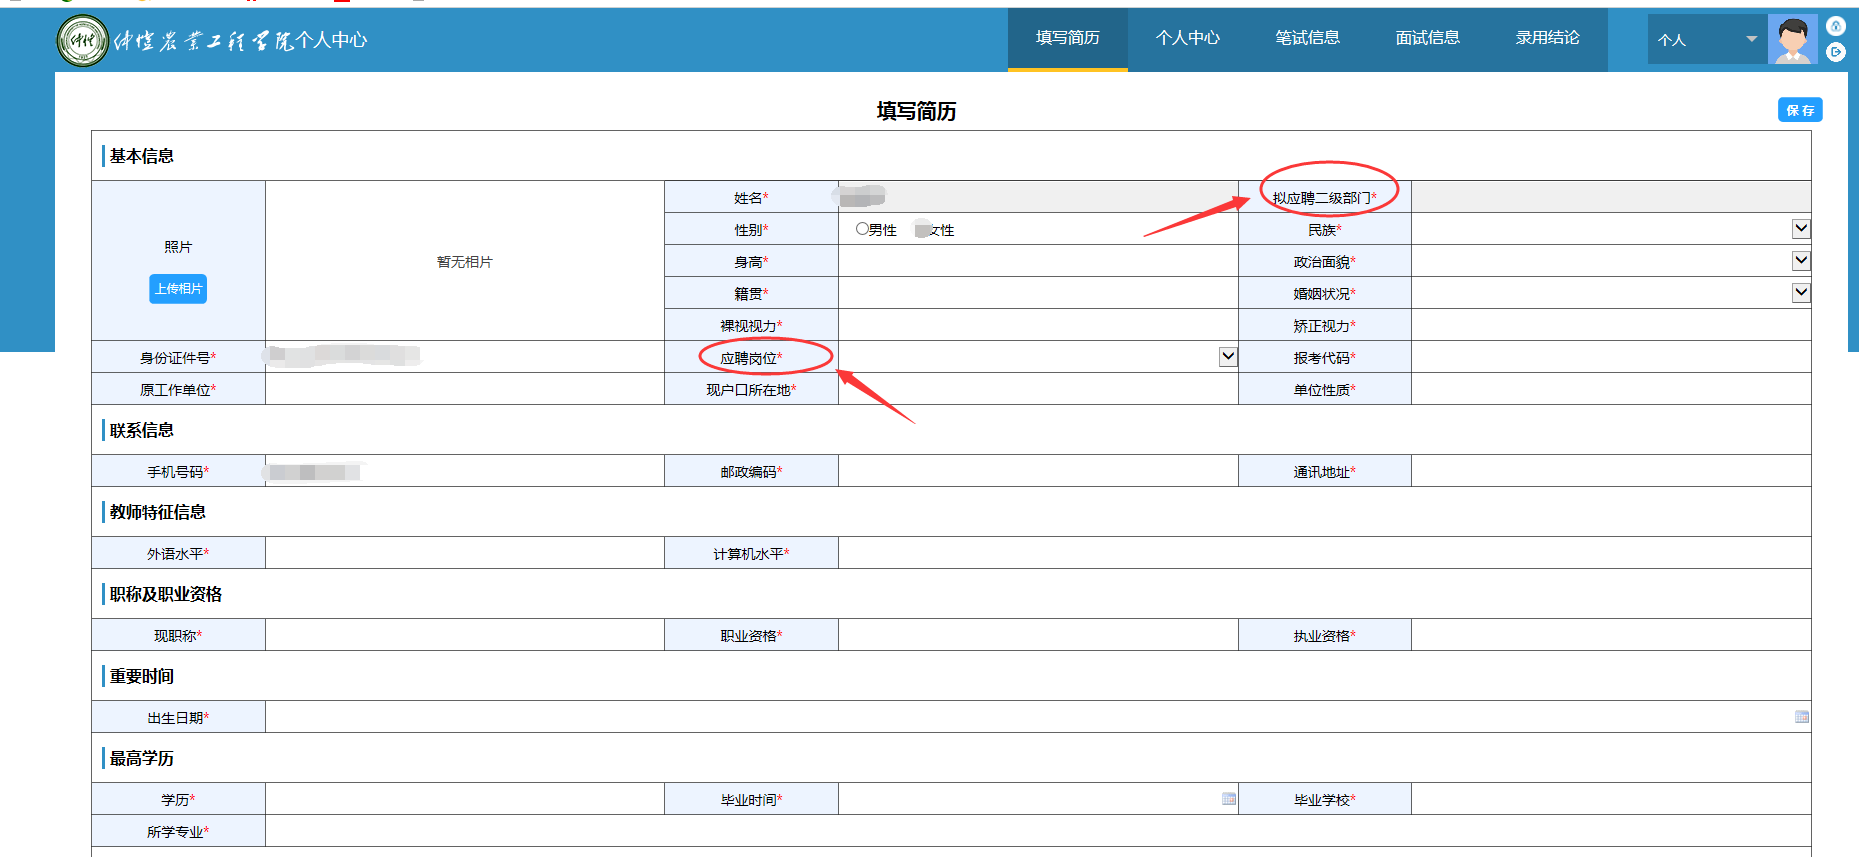 仲恺农业工程学院个人中心
填写简历 个人中心 笔试信息 面试信息 录用结论 个人
填写简历
保存
基本信息
照片
上传相片
暂无相片
姓名* 拟应聘二级部门*
性别* 男性 女性 民族*
身高* 政治面貌*
籍贯* 婚姻状况*
裸视视力* 矫正视力*
身份证件号* 应聘岗位* 报考代码*
原工作单位* 现户口所在地* 单位性质*
联系信息
手机号码* 邮政编码* 通讯地址*
教师特征信息
外语水平* 计算机水平*
职称及职业资格
现职称* 职业资格* 执业资格*
重要时间
出生日期*
最高学历
学历* 毕业时间* 毕业学校*
所学专业*